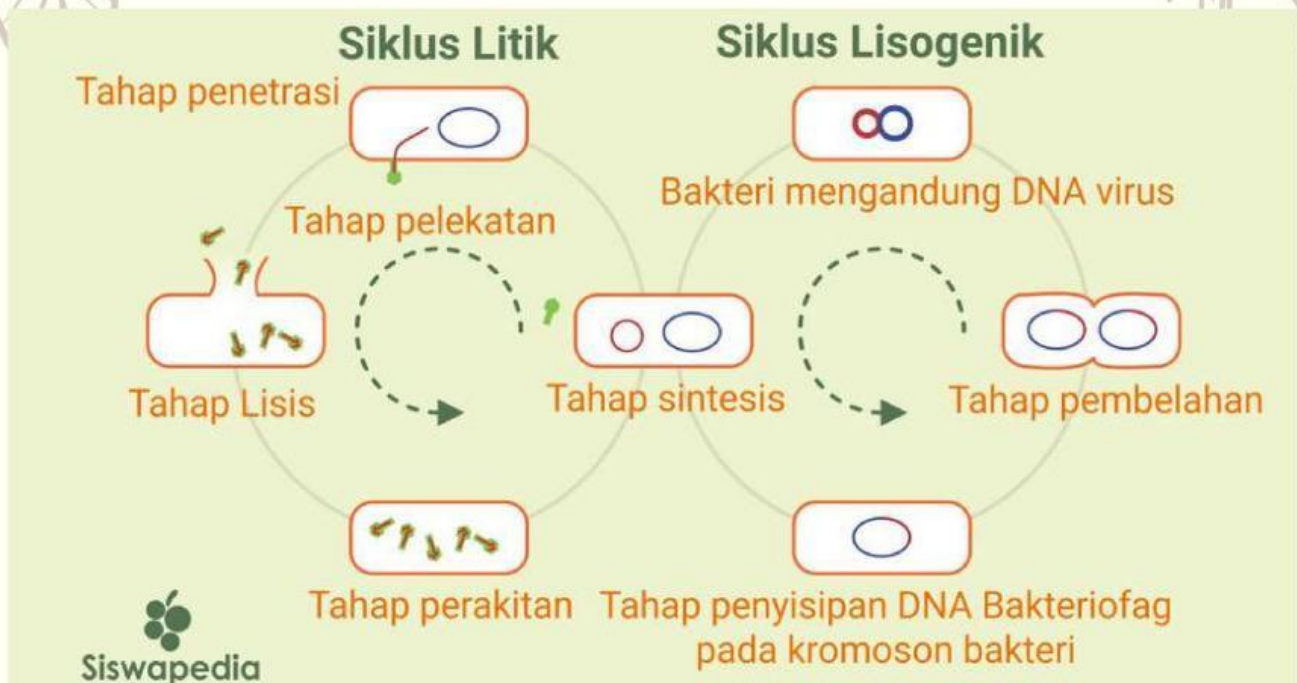 Siklus Litik
Siklus Lisogenik
Tahap penetrasi
Tahap pelekatan
Bakteri mengandung DNA virus
Tahap Lisis
Tahap sintesis
Tahap pembelahan
Tahap perakitan
Tahap penyisipan DNA Bakteriofag
pada kromoson bakteri
Siswapedia